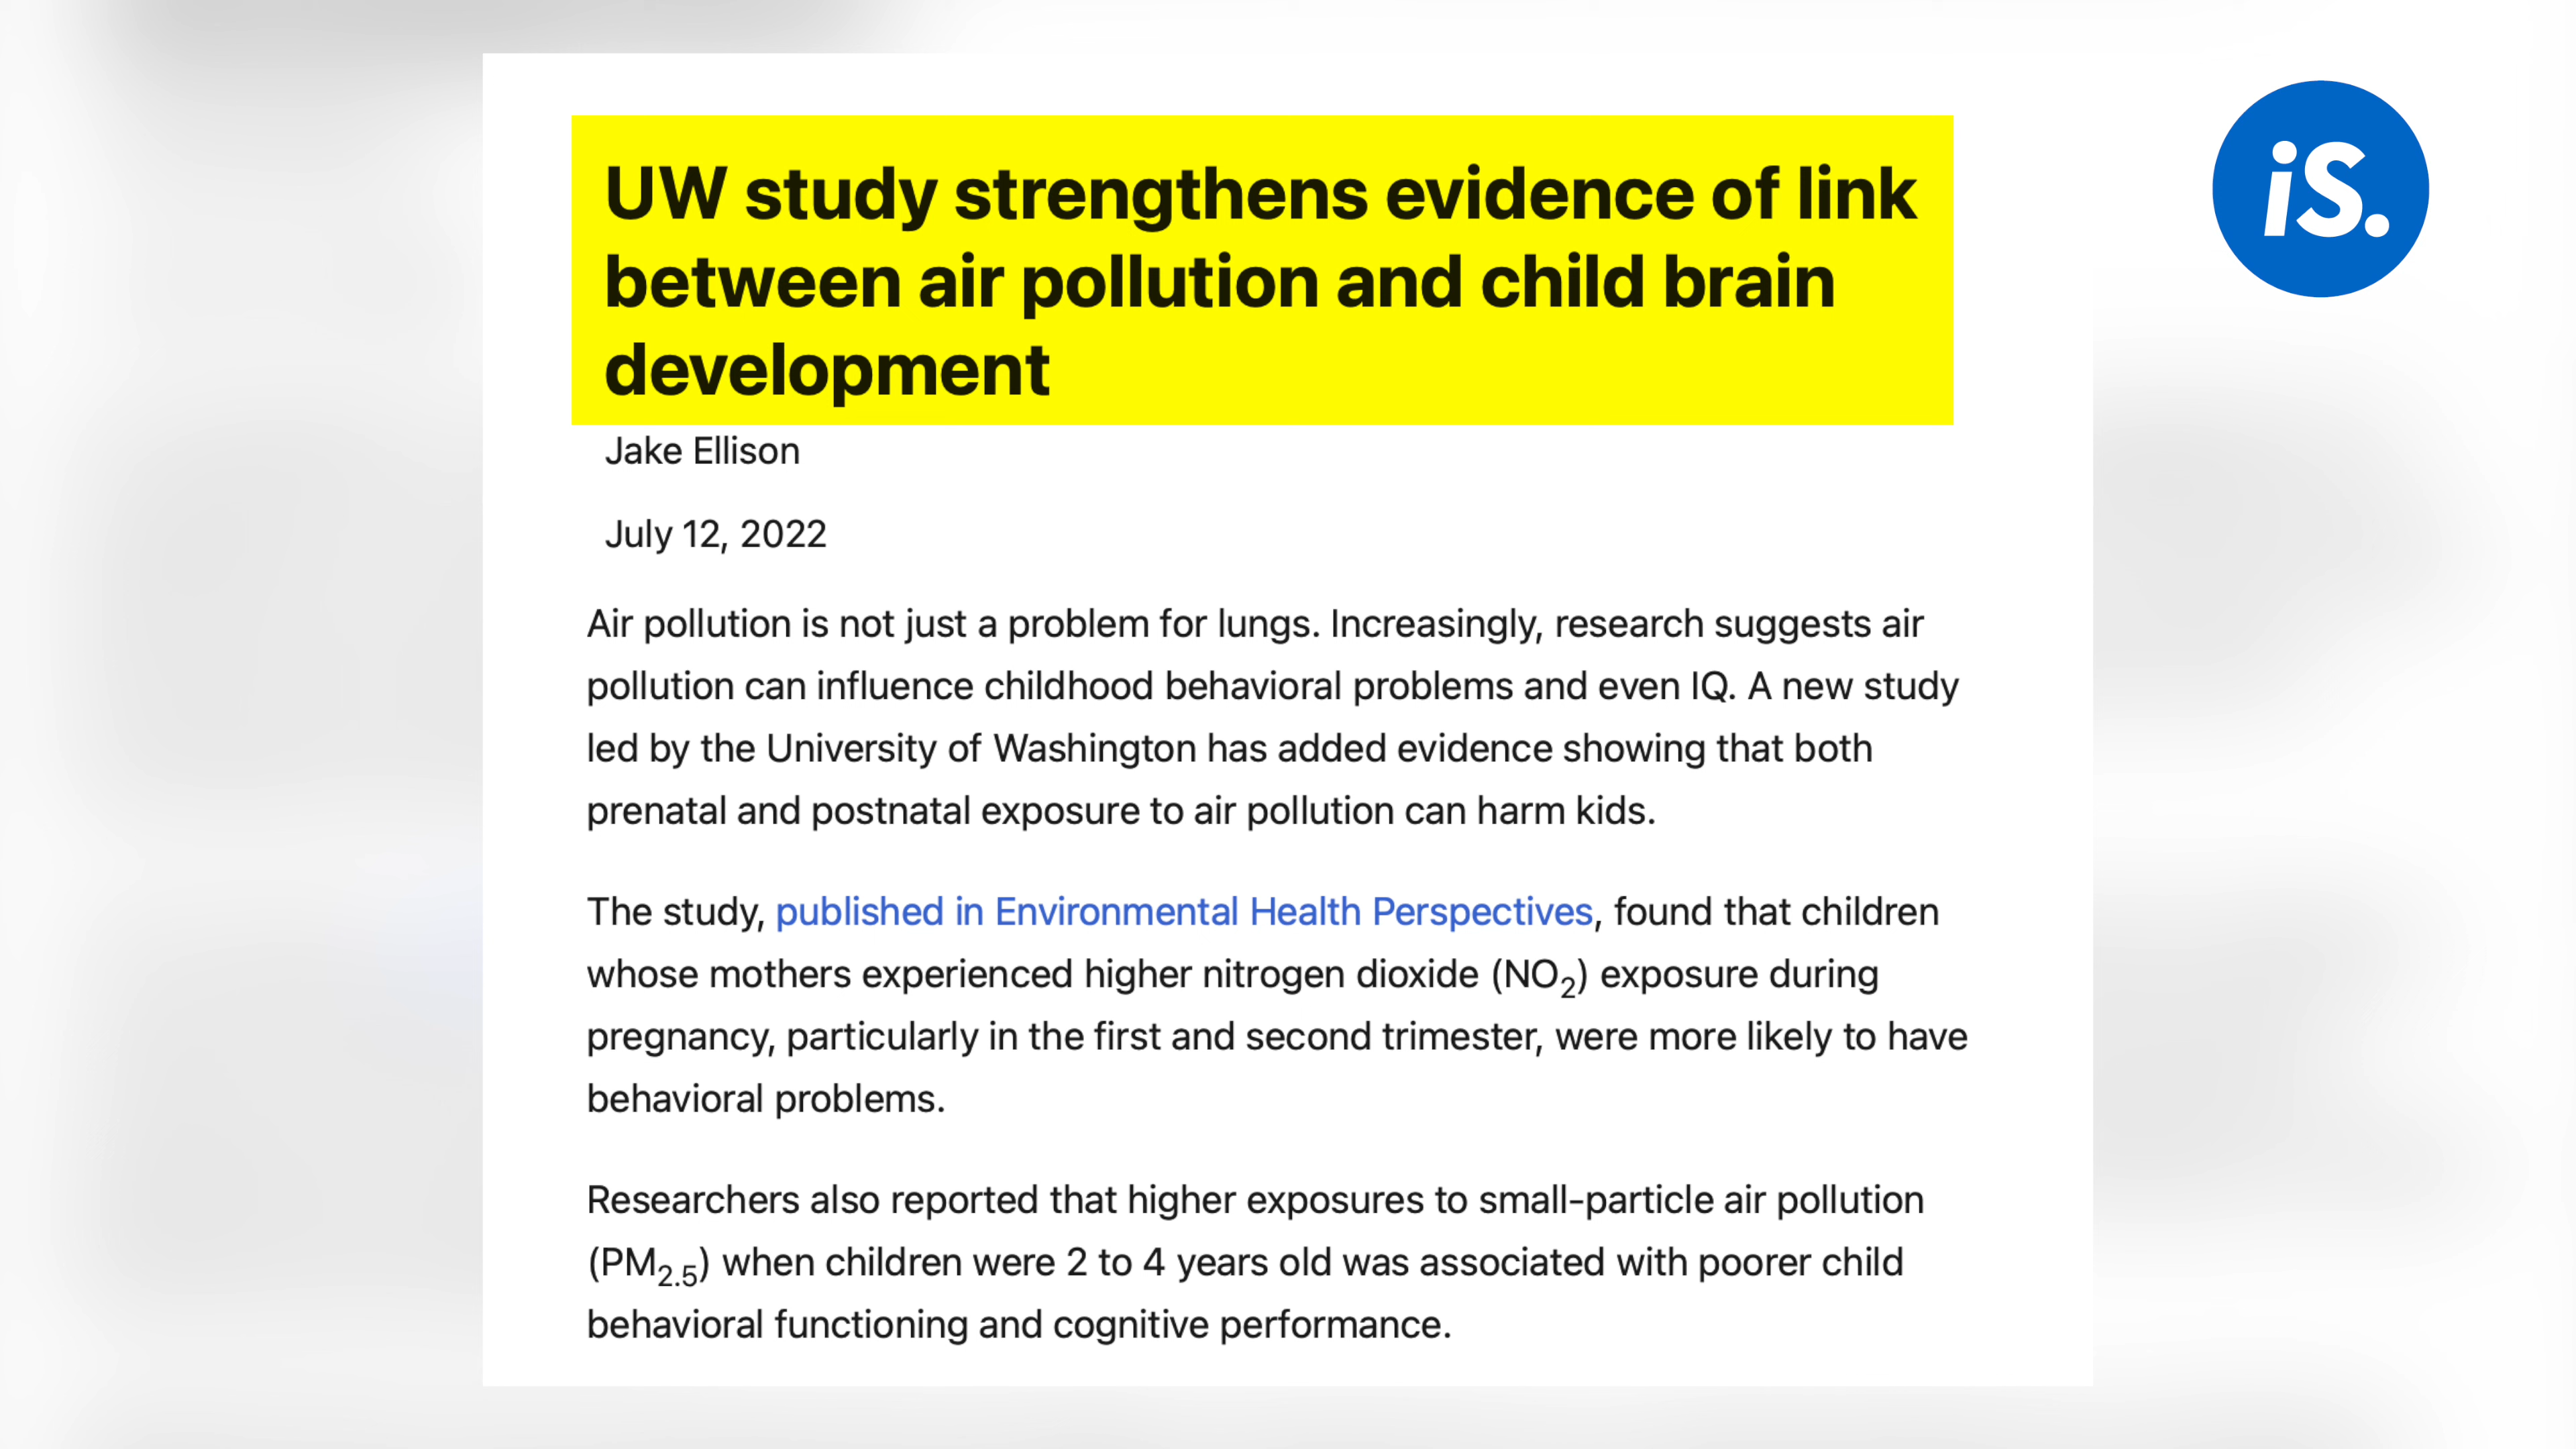 UW study strengthens evidence of link
between air pollution and child brain
development
iS.
Jake Ellison
July 12, 2022
Air pollution is not just a problem for lungs. Increasingly, research suggests air
pollution can influence childhood behavioral problems and even IQ. A new study
led by the University of Washington has added evidence showing that both
prenatal and postnatal exposure to air pollution can harm kids.
The study, published in Environmental Health Perspectives, found that children
whose mothers experienced higher nitrogen dioxide (NO₂) exposure during
pregnancy, particularly in the first and second trimester, were more likely to have
behavioral problems.
Researchers also reported that higher exposures to small-particle air pollution
(PM₂.₅) when children were 2 to 4 years old was associated with poorer child
behavioral functioning and cognitive performance.